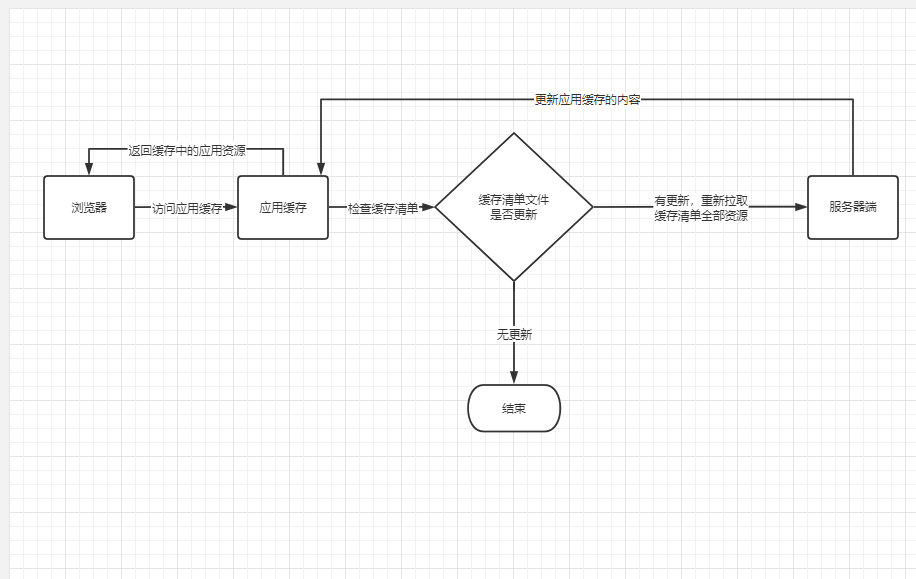 更新应用缓存的内容
返回缓存中的应用资源
浏览器
访问应用缓存
应用缓存
检查缓存清单
缓存清单文件
是否更新
有更新，重新拉取
缓存清单全部资源
服务器端
无更新
结束